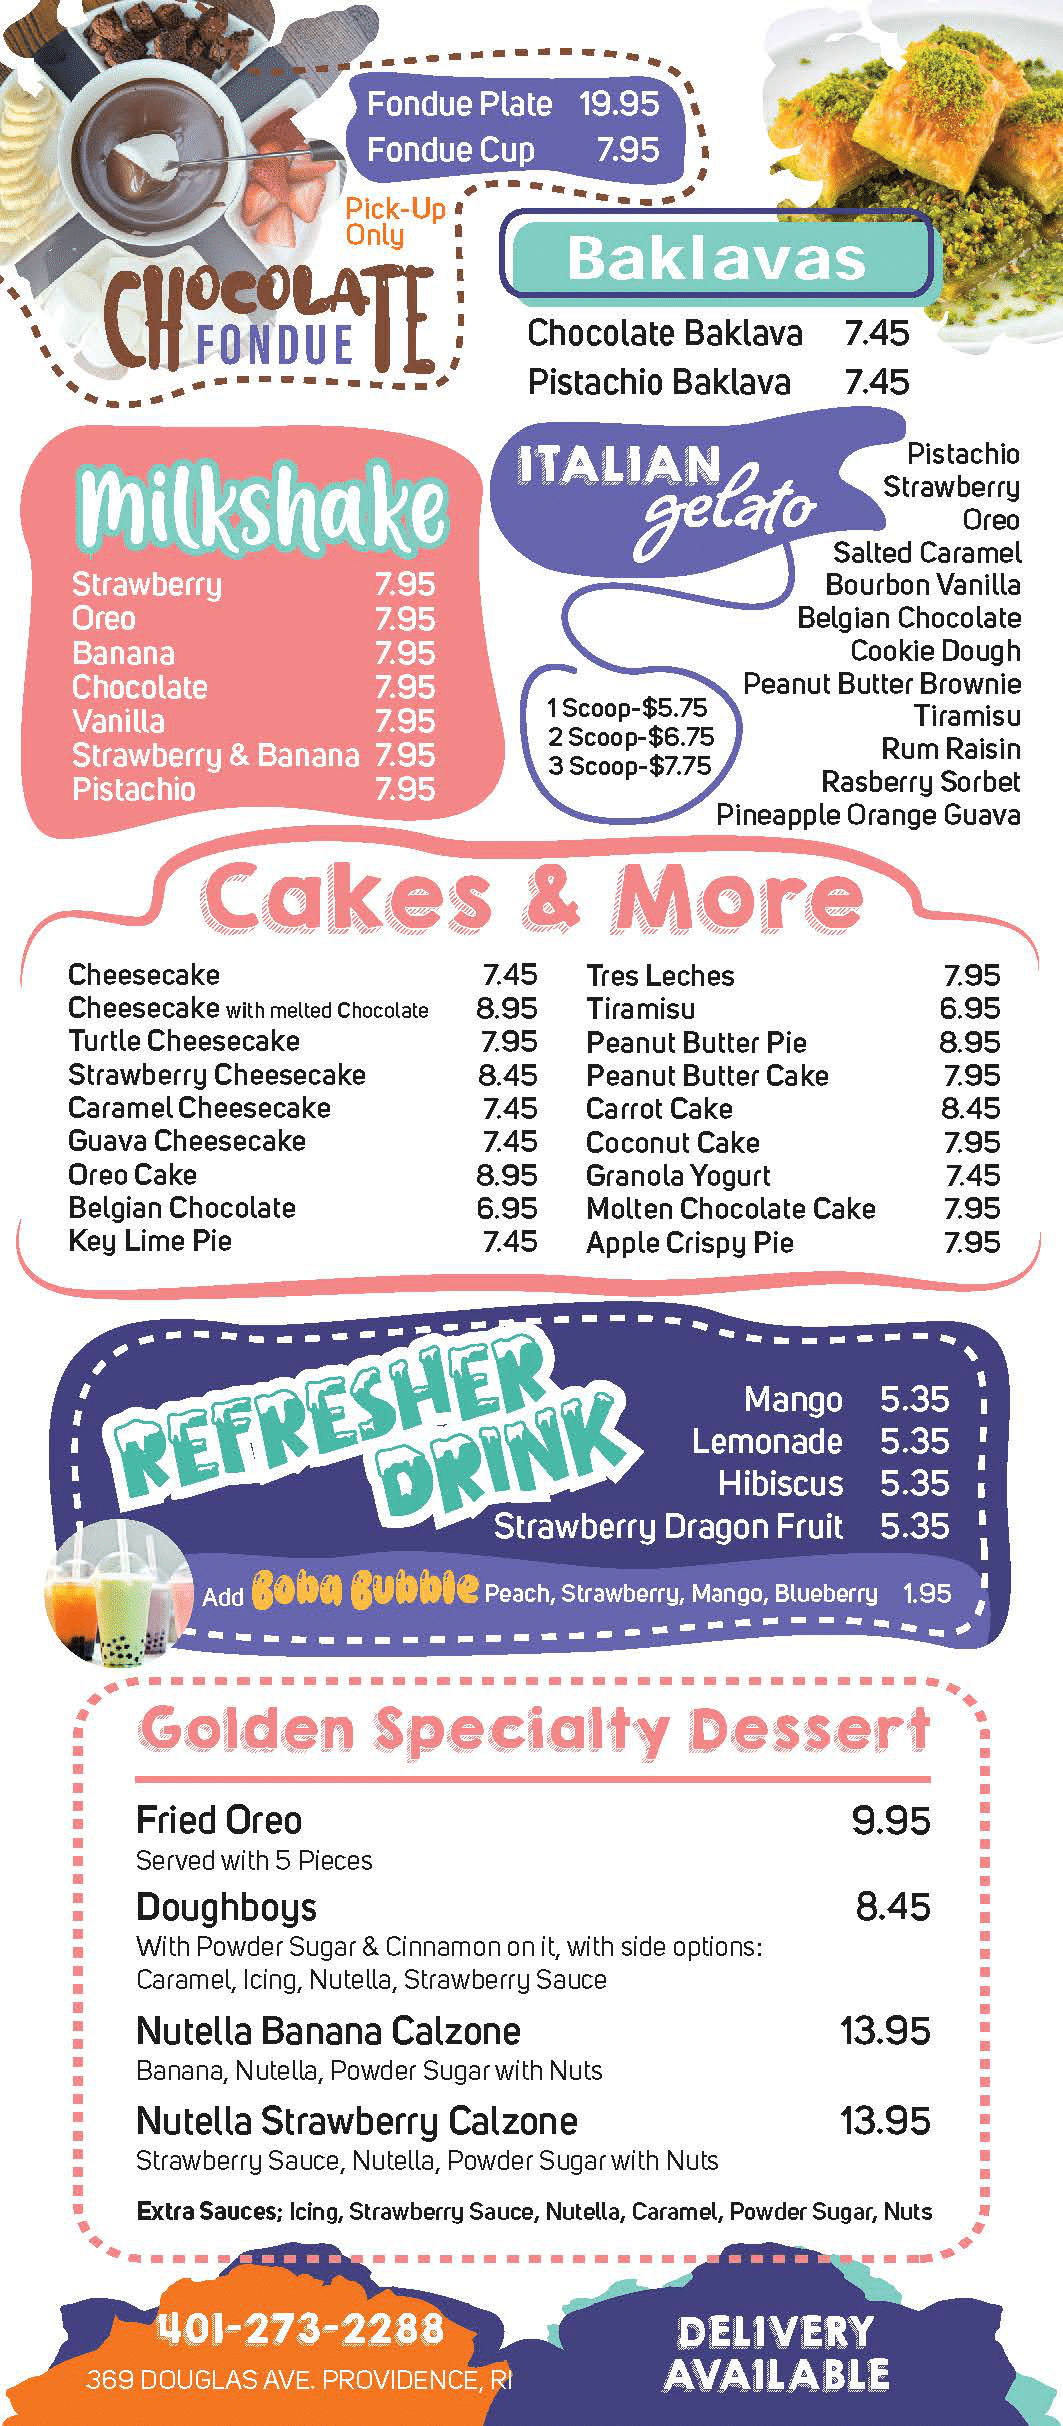 Fondue Plate 19.95
Fondue Cup 7.95
Pick-Up
Only
CHOCOLATE
FONDUE
Baklavas
Chocolate Baklava 7.45
Pistachio Baklava 7.45
Milkshake
Strawberry 7.95
Oreo 7.95
Banana 7.95
Chocolate 7.95
Vanilla 7.95
Strawberry & Banana 7.95
Pistachio 7.95
ITALIAN
gelato
Pistachio
Strawberry
Oreo
Salted Caramel
Bourbon Vanilla
Belgian Chocolate
Cookie Dough
Peanut Butter Brownie
Tiramisu
Rum Raisin
Rasberry Sorbet
Pineapple Orange Guava
1 Scoop-$5.75
2 Scoop-$6.75
3 Scoop-$7.75
Cakes & More
Cheesecake 7.45
Cheesecake with melted Chocolate 8.95
Turtle Cheesecake 7.95
Strawberry Cheesecake 8.45
Caramel Cheesecake 7.45
Guava Cheesecake 7.45
Oreo Cake 8.95
Belgian Chocolate 6.95
Key Lime Pie 7.45
Tres Leches 7.95
Tiramisu 6.95
Peanut Butter Pie 8.95
Peanut Butter Cake 7.95
Carrot Cake 8.45
Coconut Cake 7.95
Granola Yogurt 7.45
Molten Chocolate Cake 7.95
Apple Crispy Pie 7.95
REFRESHER
DRINK
Mango 5.35
Lemonade 5.35
Hibiscus 5.35
Strawberry Dragon Fruit 5.35
Add Boba Bubble Peach, Strawberry, Mango, Blueberry 1.95
Golden Specialty Dessert
Fried Oreo 9.95
Served with 5 Pieces
Doughboys 8.45
With Powder Sugar & Cinnamon on it, with side options:
Caramel, Icing, Nutella, Strawberry Sauce
Nutella Banana Calzone 13.95
Banana, Nutella, Powder Sugar with Nuts
Nutella Strawberry Calzone 13.95
Strawberry Sauce, Nutella, Powder Sugar with Nuts
Extra Sauces; Icing, Strawberry Sauce, Nutella, Caramel, Powder Sugar, Nuts
401-273-2288
369 DOUGLAS AVE. PROVIDENCE, RI
DELIVERY
AVAILABLE